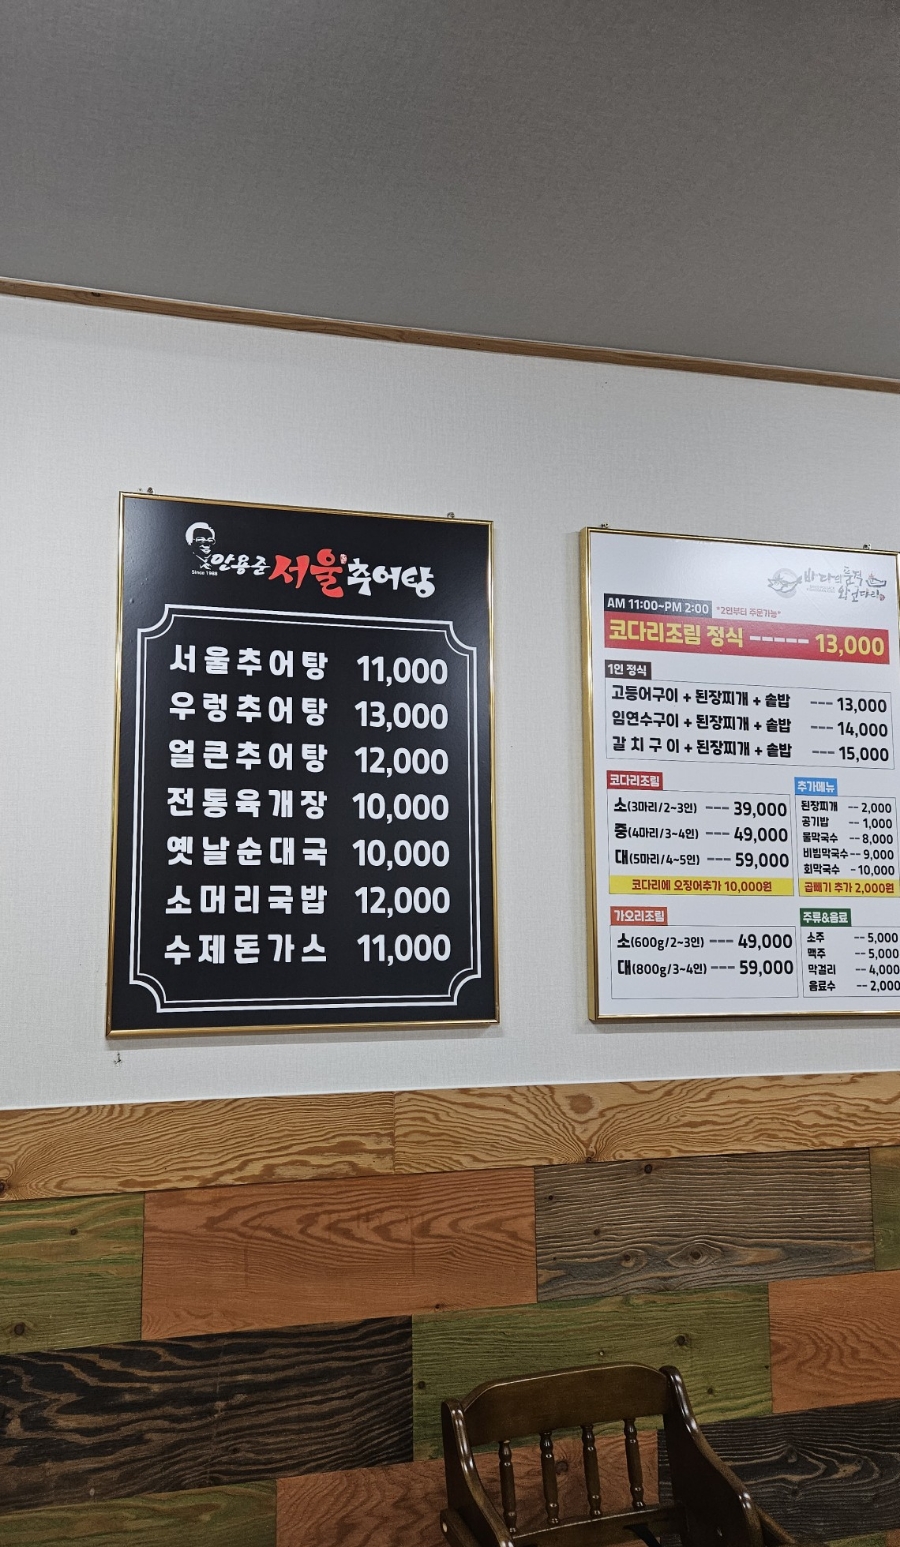 Since 1988
안용준 서울 추어탕
서울추어탕 11,000
우렁추어탕 13,000
얼큰추어탕 12,000
전통육개장 10,000
옛날순대국 10,000
소머리국밥 12,000
수제돈가스 11,000
바다의품격
AM 11:00~PM 2:00 *2인부터 주문가능*
코다리조림 정식 ----- 13,000
1인 정식
고등어구이 + 된장찌개 + 솥밥 --- 13,000
임연수구이 + 된장찌개 + 솥밥 --- 14,000
갈치구이 + 된장찌개 + 솥밥 --- 15,000
코다리조림
소(3마리/2~3인) --- 39,000
중(4마리/3~4인) --- 49,000
대(5마리/4~5인) --- 59,000
코다리에 오징어추가 10,000원
추가메뉴
된장찌개 -- 2,000
공기밥 -- 1,000
물막국수 -- 8,000
비빔막국수 -- 9,000
회막국수 - 10,000
곱빼기 추가 2,000원
가오리조림
소(600g/2~3인) --- 49,000
대(800g/3~4인) --- 59,000
주류&음료
소주 -- 5,000
맥주 -- 5,000
막걸리 -- 4,000
음료수 -- 2,000